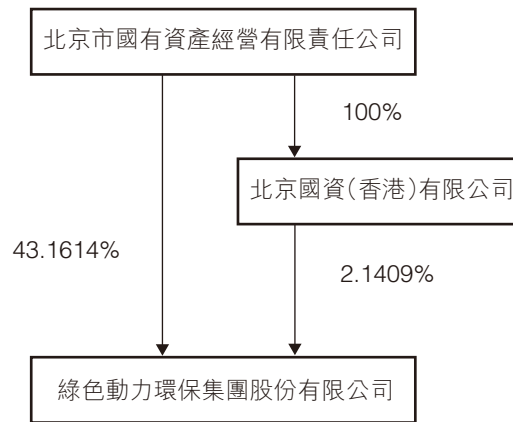 北京市國有資產經營有限責任公司
100%
北京國資(香港)有限公司
43.1614%
2.1409%
綠色動力環保集團股份有限公司